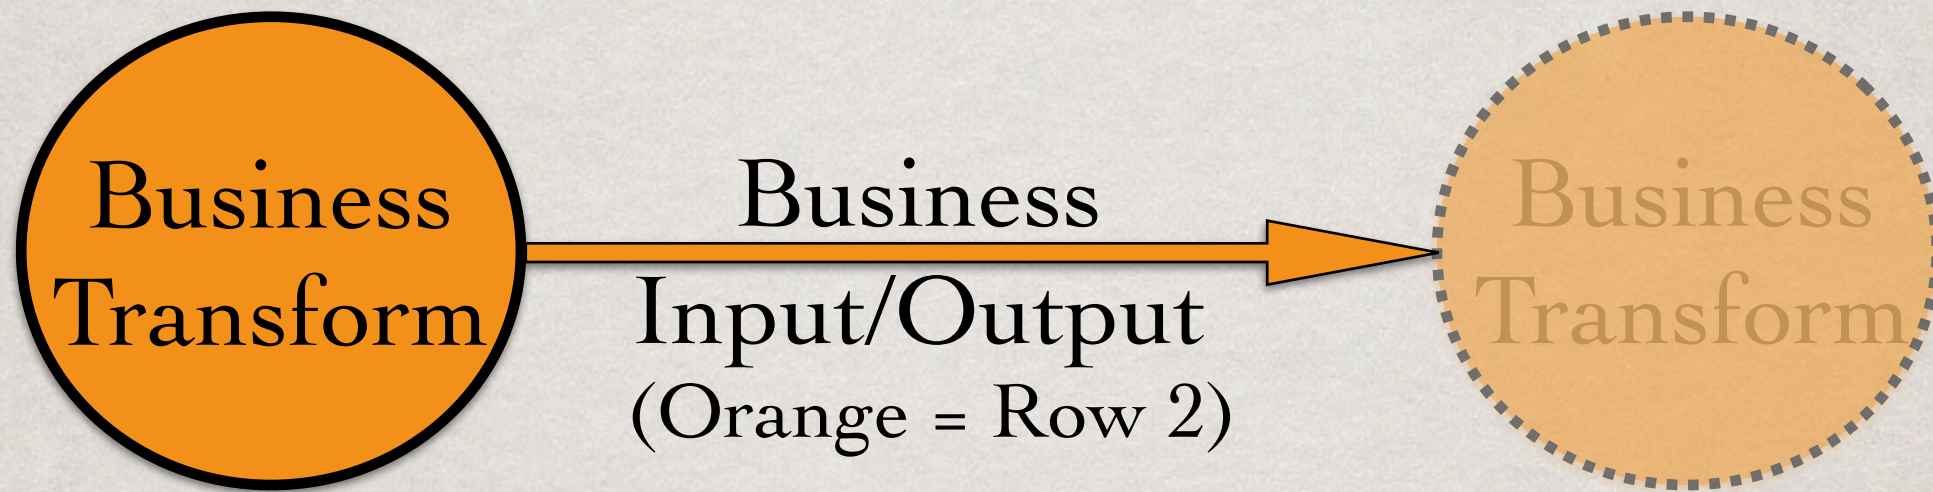 Business
Transform
Business
Input/Output
(Orange = Row 2)
Business
Transform